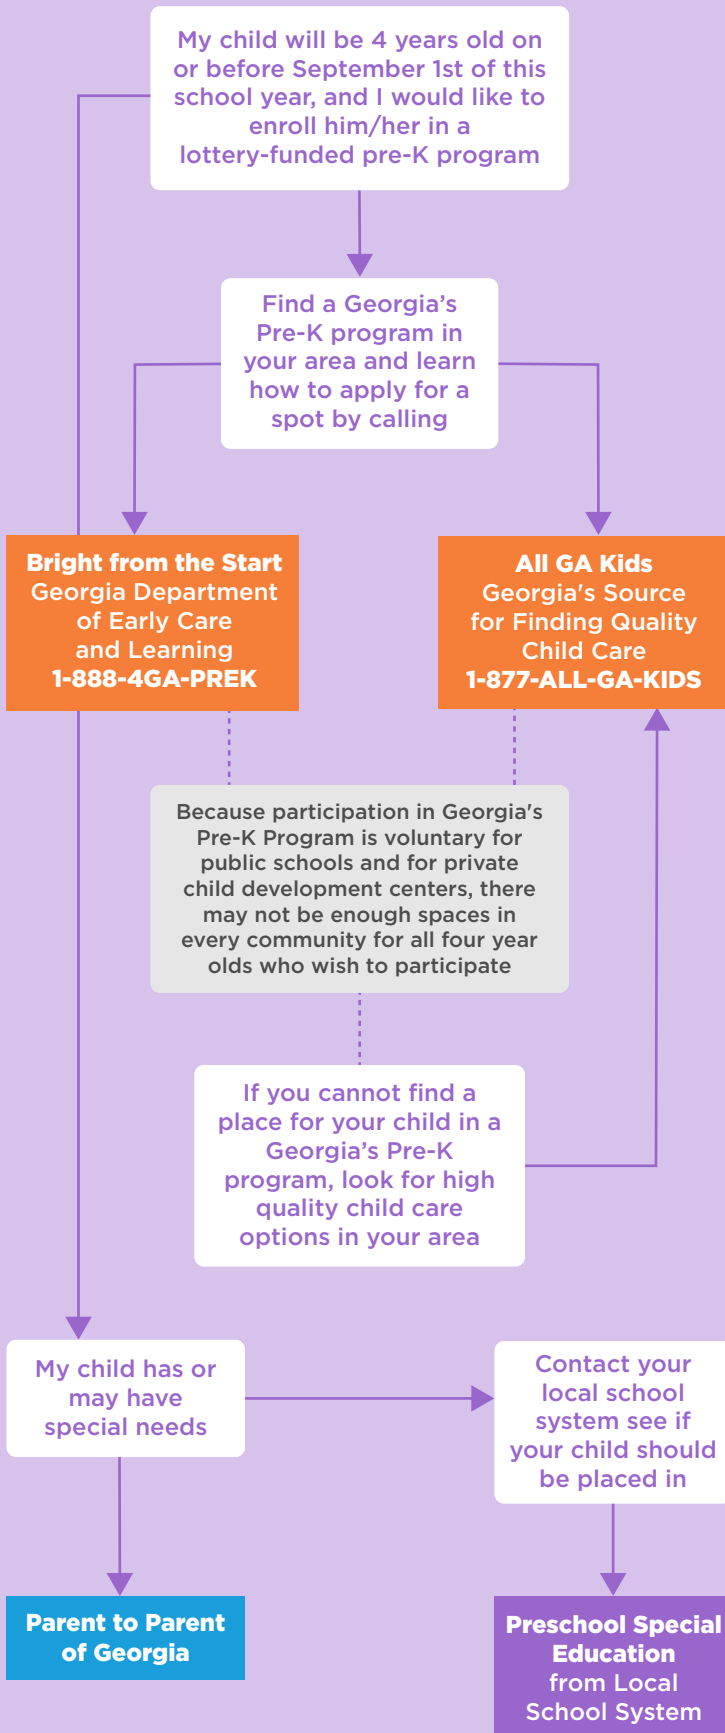 My child will be 4 years old on
or before September 1st of this
school year, and I would like to
enroll him/her in a
lottery-funded pre-K program
Find a Georgia’s
Pre-K program in
your area and learn
how to apply for a
spot by calling
Bright from the Start
Georgia Department
of Early Care
and Learning
1-888-4GA-PREK
All GA Kids
Georgia's Source
for Finding Quality
Child Care
1-877-ALL-GA-KIDS
Because participation in Georgia's
Pre-K Program is voluntary for
public schools and for private
child development centers, there
may not be enough spaces in
every community for all four year
olds who wish to participate
If you cannot find a
place for your child in a
Georgia’s Pre-K
program, look for high
quality child care
options in your area
My child has or
may have
special needs
Contact your
local school
system see if
your child should
be placed in
Parent to Parent
of Georgia
Preschool Special
Education
from Local
School System